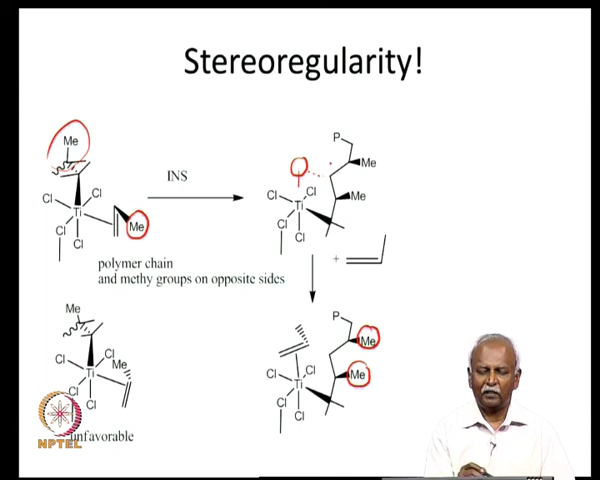 Stereoregularity!
Me
Cl
Cl
Ti
Cl
Cl
Me
INS
polymer chain
and methy groups on opposite sides
P
Me
Me
Cl
Cl
Ti
Cl
Cl
+
Me
Cl
Cl
Me
Ti
Cl
Cl
unfavorable
NPTEL
P
Me
Me
Cl
Cl
Ti
Cl
Cl